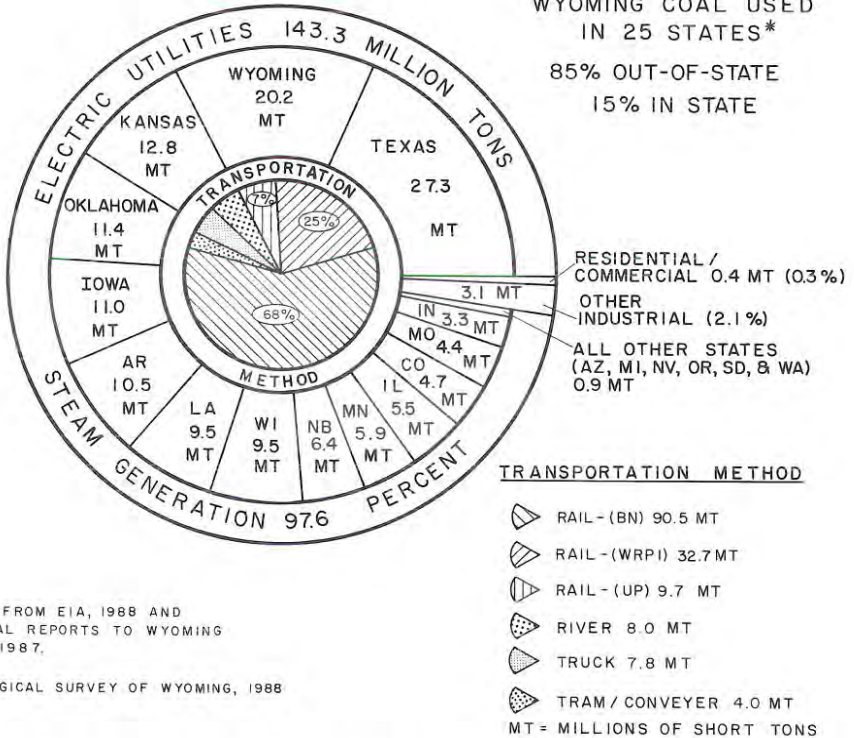 WYOMING COAL USED
IN 25 STATES*
85% OUT-OF-STATE
15% IN STATE
ELECTRIC UTILITIES 143.3 MILLION TONS
WYOMING
20.2
MT
TEXAS
27.3
MT
KANSAS
12.8
MT
OKLAHOMA
11.4
MT
IOWA
11.0
MT
AR
10.5
MT
LA
9.5
MT
WI
9.5
MT
NB
6.4
MT
MN
5.9
MT
IL
5.5
MT
CO
4.7
MT
MO
4.4
MT
IN 3.3 MT
3.1 MT
TRANSPORTATION
7%
25%
68%
METHOD
STEAM GENERATION 97.6 PERCENT
RESIDENTIAL/
COMMERCIAL 0.4 MT (0.3%)
OTHER
INDUSTRIAL (2.1%)
ALL OTHER STATES
(AZ, MI, NV, OR, SD, & WA)
0.9 MT
TRANSPORTATION METHOD
RAIL-(BN) 90.5 MT
RAIL-(WRPI) 32.7 MT
RAIL-(UP) 9.7 MT
RIVER 8.0 MT
TRUCK 7.8 MT
TRAM/CONVEYER 4.0 MT
MT = MILLIONS OF SHORT TONS
FROM EIA, 1988 AND
AL REPORTS TO WYOMING
1987.
GICAL SURVEY OF WYOMING, 1988